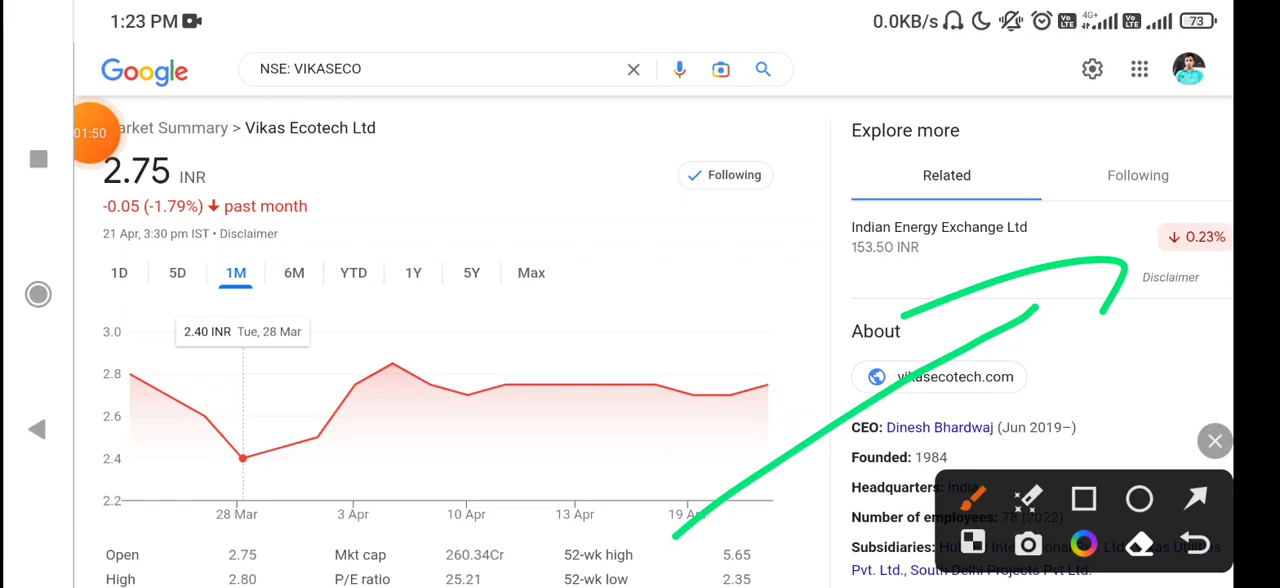 1:23 PM
0.0KB/s 4G+ Vo LTE Vo LTE 73
Google
NSE: VIKASECO
01:50
arket Summary > Vikas Ecotech Ltd
2.75 INR
Following
-0.05 (-1.79%) past month
21 Apr, 3:30 pm IST • Disclaimer
1D 5D 1M 6M YTD 1Y 5Y Max
2.40 INR Tue, 28 Mar
3.0
2.8
2.6
2.4
2.2
28 Mar 3 Apr 10 Apr 13 Apr 19 Apr
Open 2.75 Mkt cap 260.34Cr 52-wk high 5.65
High 2.80 P/E ratio 25.21 52-wk low 2.35
Explore more
Related Following
Indian Energy Exchange Ltd
153.50 INR
0.23%
Disclaimer
About
vikasecotech.com
CEO: Dinesh Bhardwaj (Jun 2019–)
Founded: 1984
Headquarters: India
Number of employees: 78 (2022)
Subsidiaries:
Pvt. Ltd., South Delhi Projects Pvt Ltd.